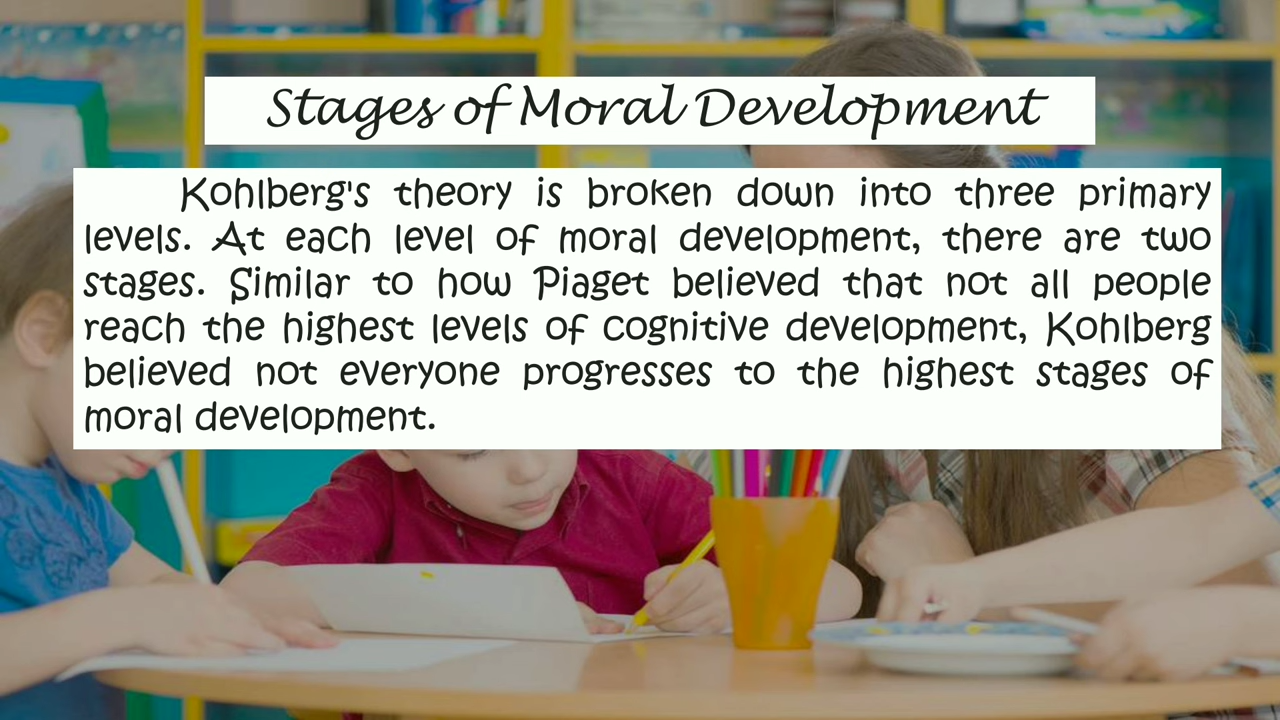 Stages of Moral Development
Kohlberg's theory is broken down into three primary
levels. At each level of moral development, there are two
stages. Similar to how Piaget believed that not all people
reach the highest levels of cognitive development, Kohlberg
believed not everyone progresses to the highest stages of
moral development.